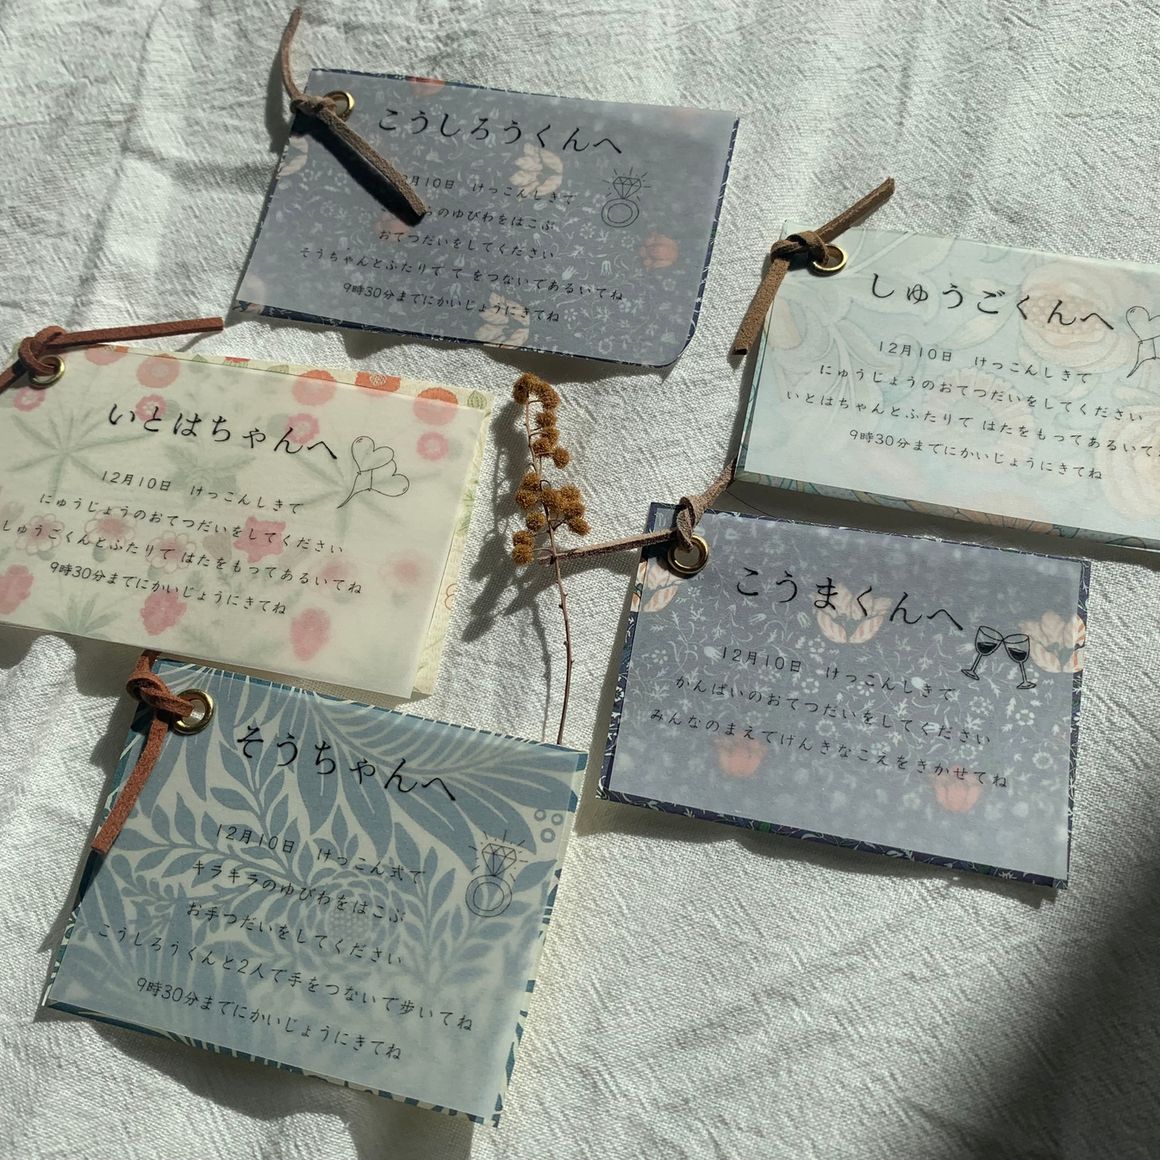 こうしろうくんへ
2月10日　けっこんしきて
らのゆびわをはこぶ
おてつだいをしてください
そうちゃんとふたりて て をつないであるいてね
9時30分までにかいじょうにきてね
しゅうごくんへ
12月10日　けっこんしきて
にゅうじょうのおてつだいをしてください
いとはちゃんとふたりて はたをもってあるいて
9時30分までにかいじょうにきてね
いとはちゃんへ
12月10日　けっこんしきて
にゅうじょうのおてつだいをしてください
しゅうごくんとふたりて はたをもってあるいてね
9時30分までにかいじょうにきてね
こうまくんへ
12月10日　けっこんしきて
かんぱいのおてつだいをしてください
みんなのまえてげんきなこえをきかせてね
そうちゃんへ
12月10日　けっこん式て
キラキラのゆびわをはこぶ
お手つだいをしてください
こうしろうくんと2人で手をつないで歩いてね
9時30分までにかいじょうにきてね